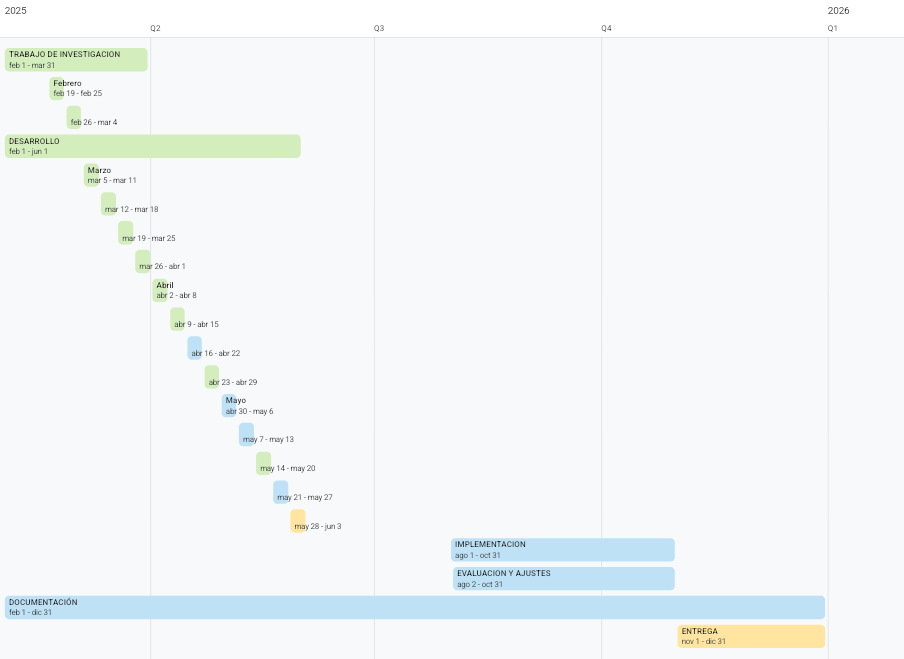 2025
2026
Q2
Q3
Q4
Q1
TRABAJO DE INVESTIGACION
feb 1 - mar 31
Febrero
feb 19 - feb 25
feb 26 - mar 4
DESARROLLO
feb 1 - jun 1
Marzo
mar 5 - mar 11
mar 12 - mar 18
mar 19 - mar 25
mar 26 - abr 1
Abril
abr 2 - abr 8
abr 9 - abr 15
abr 16 - abr 22
abr 23 - abr 29
Mayo
abr 30 - may 6
may 7 - may 13
may 14 - may 20
may 21 - may 27
may 28 - jun 3
IMPLEMENTACION
ago 1 - oct 31
EVALUACION Y AJUSTES
ago 2 - oct 31
DOCUMENTACIÓN
feb 1 - dic 31
ENTREGA
nov 1 - dic 31